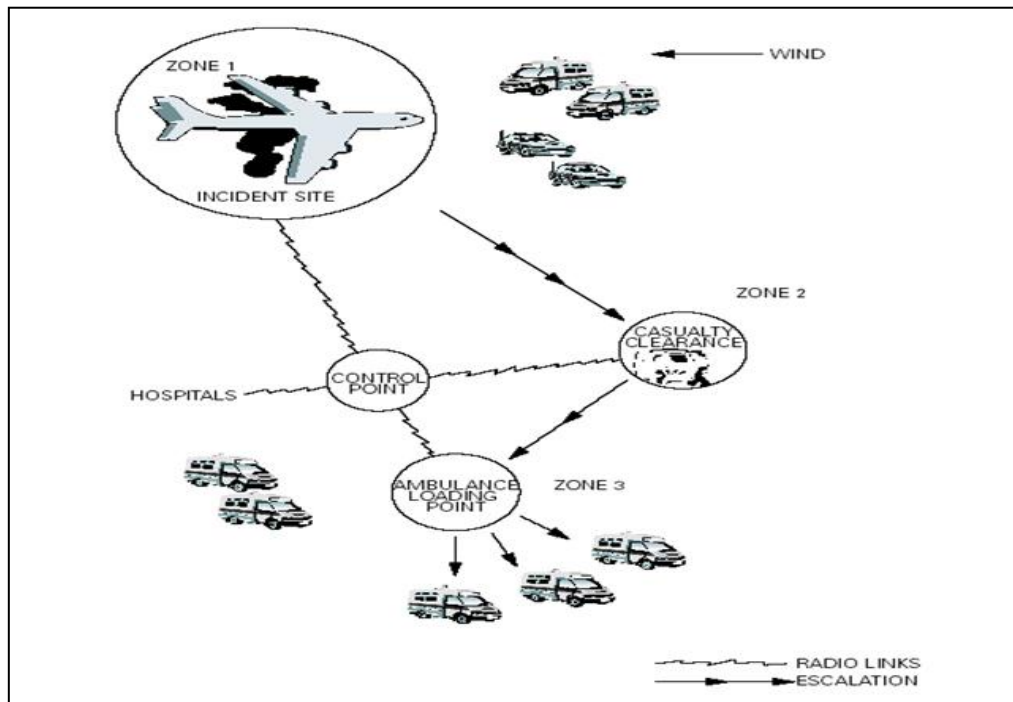 WIND
ZONE 1
INCIDENT SITE
ZONE 2
CASUALTY
CLEARANCE
CONTROL
POINT
HOSPITALS
AMBULANCE
LOADING
POINT
ZONE 3
RADIO LINKS
ESCALATION